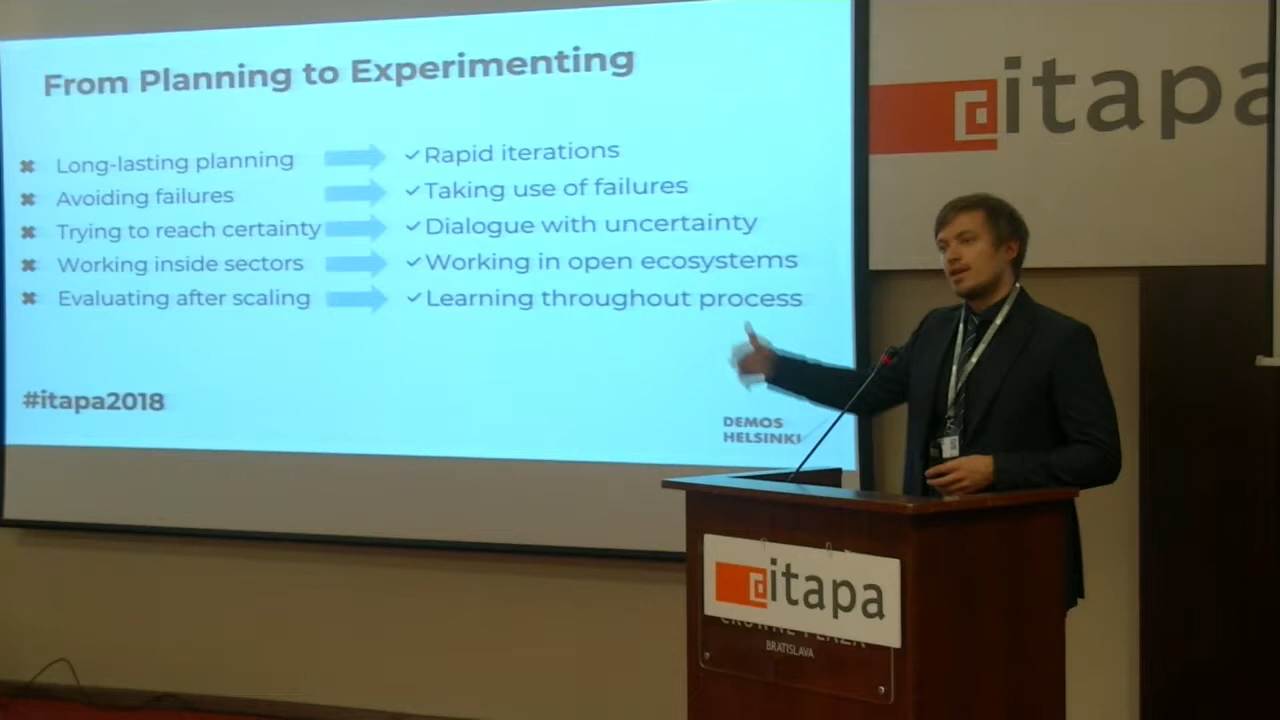 From Planning to Experimenting
✖ Long-lasting planning ✓ Rapid iterations
✖ Avoiding failures ✓ Taking use of failures
✖ Trying to reach certainty ✓ Dialogue with uncertainty
✖ Working inside sectors ✓ Working in open ecosystems
✖ Evaluating after scaling ✓ Learning throughout process
#itapa2018
DEMOS
HELSINKI
itapa
itapa
BRATISLAVA